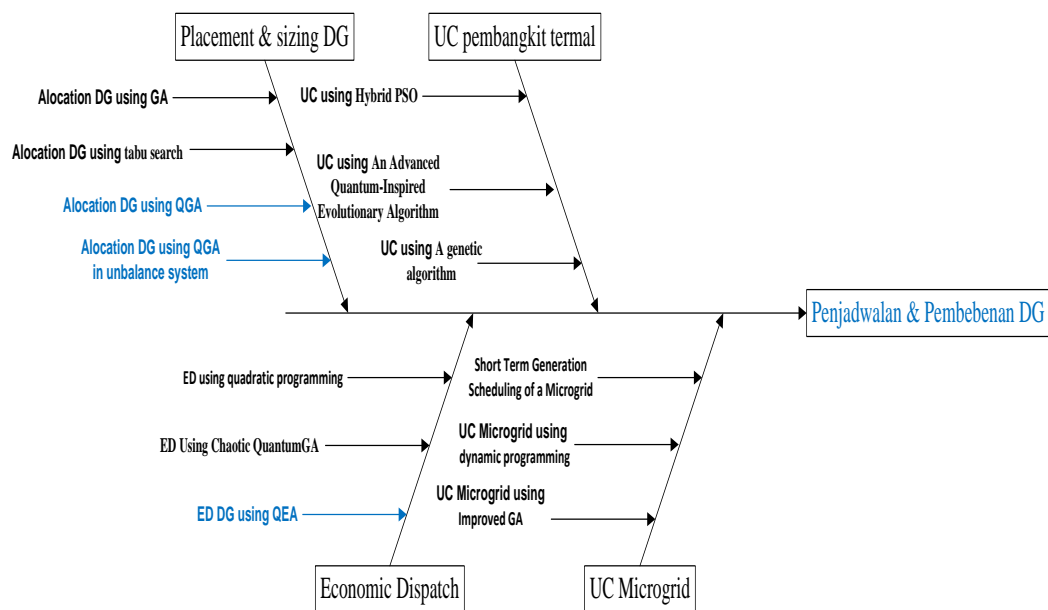 Placement & sizing DG
UC pembangkit termal
Alocation DG using GA
Alocation DG using tabu search
Alocation DG using QGA
Alocation DG using QGA
in unbalance system
UC using Hybrid PSO
UC using An Advanced
Quantum-Inspired
Evolutionary Algorithm
UC using A genetic
algorithm
Penjadwalan & Pembebenan DG
ED using quadratic programming
ED Using Chaotic QuantumGA
ED DG using QEA
Short Term Generation
Scheduling of a Microgrid
UC Microgrid using
dynamic programming
UC Microgrid using
Improved GA
Economic Dispatch
UC Microgrid